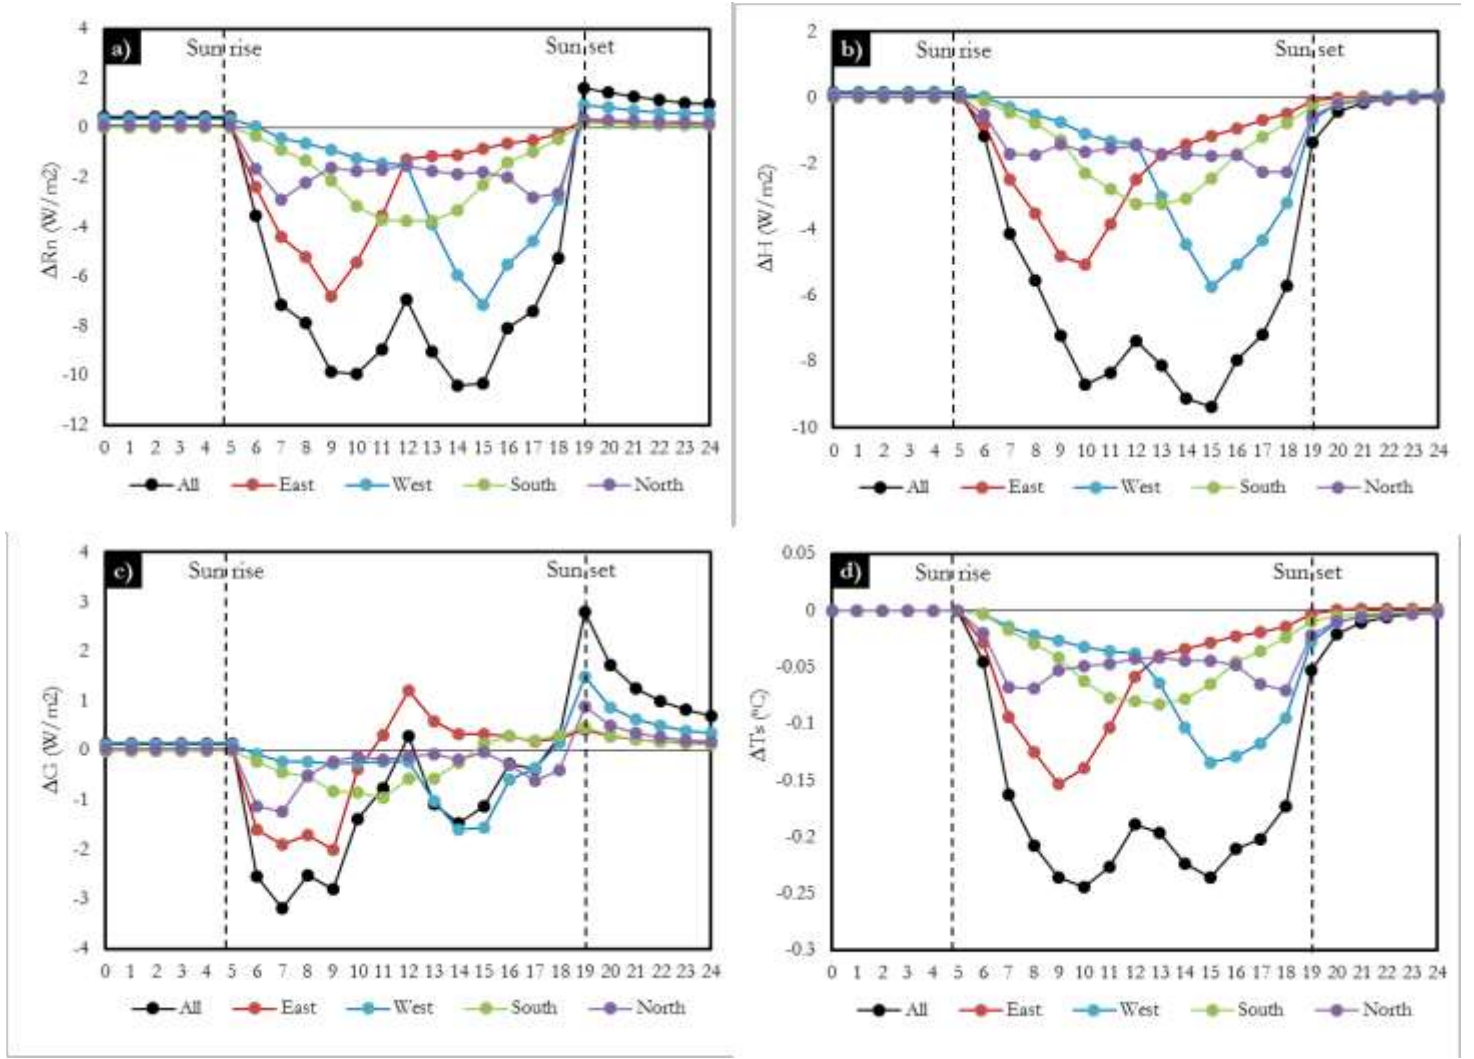 a)
Sun rise
Sun set
4
2
0
-2
-4
-6
-8
-10
-12
ΔRn (W/m2)
0 1 2 3 4 5 6 7 8 9 10 11 12 13 14 15 16 17 18 19 20 21 22 23 24
All East West South North
b)
Sun rise
Sun set
2
0
-2
-4
-6
-8
-10
ΔH (W/m2)
0 1 2 3 4 5 6 7 8 9 10 11 12 13 14 15 16 17 18 19 20 21 22 23 24
All East West South North
c)
Sun rise
Sun set
4
3
2
1
0
-1
-2
-3
-4
ΔG (W/m2)
0 1 2 3 4 5 6 7 8 9 10 11 12 13 14 15 16 17 18 19 20 21 22 23 24
All East West South North
d)
Sun rise
Sun set
0.05
0
-0.05
-0.1
-0.15
-0.2
-0.25
-0.3
ΔTs (°C)
0 1 2 3 4 5 6 7 8 9 10 11 12 13 14 15 16 17 18 19 20 21 22 23 24
All East West South North